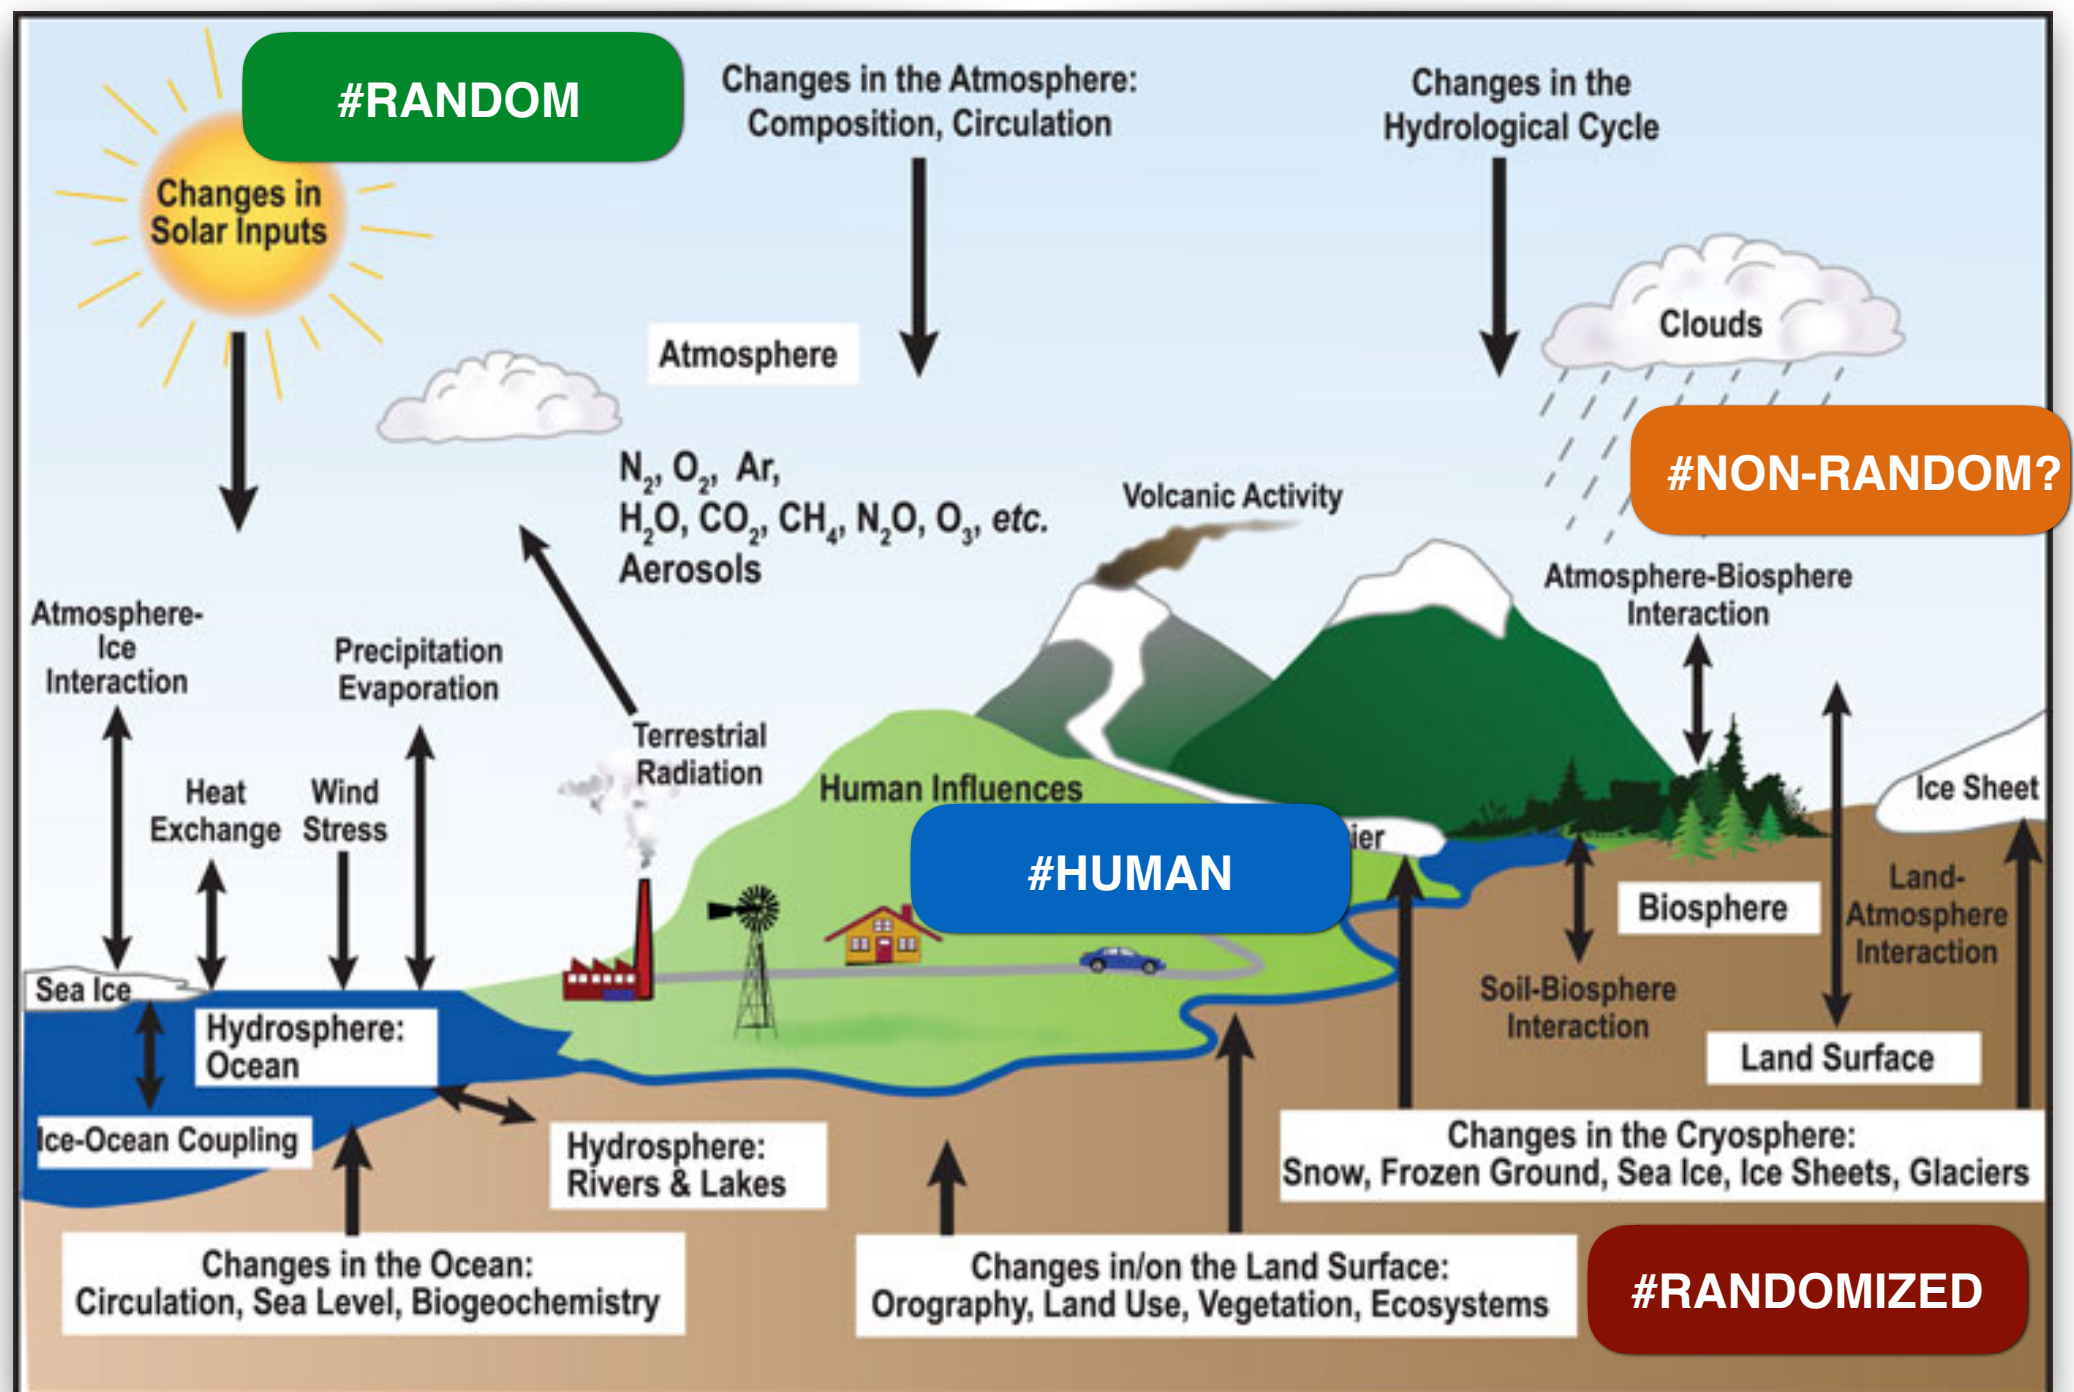 #RANDOM
Changes in the Atmosphere:
Composition, Circulation
Changes in the
Hydrological Cycle
Changes in
Solar Inputs
Clouds
Atmosphere
#NON-RANDOM?
N₂, O₂, Ar,
H₂O, CO₂, CH₄, N₂O, O₃, etc.
Aerosols
Volcanic Activity
Atmosphere-Biosphere
Interaction
Atmosphere-
Ice
Interaction
Precipitation
Evaporation
Terrestrial
Radiation
Heat
Exchange
Wind
Stress
Human Influences
Ice Sheet
#HUMAN
ier
Land-
Atmosphere
Interaction
Biosphere
Sea Ice
Soil-Biosphere
Interaction
Hydrosphere:
Ocean
Land Surface
Ice-Ocean Coupling
Hydrosphere:
Rivers & Lakes
Changes in the Cryosphere:
Snow, Frozen Ground, Sea Ice, Ice Sheets, Glaciers
Changes in the Ocean:
Circulation, Sea Level, Biogeochemistry
Changes in/on the Land Surface:
Orography, Land Use, Vegetation, Ecosystems
#RANDOMIZED